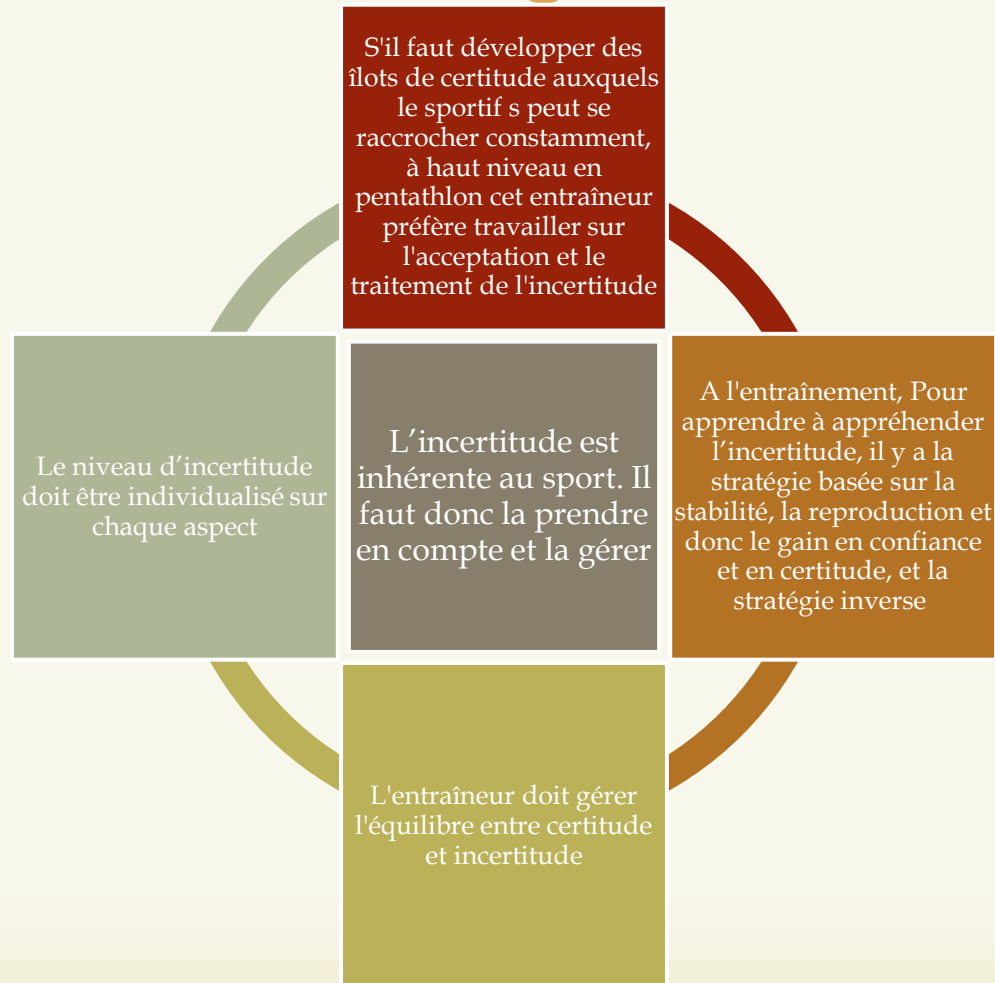 S'il faut développer des
îlots de certitude auxquels
le sportif s peut se
raccrocher constamment,
à haut niveau en
pentathlon cet entraîneur
préfère travailler sur
l'acceptation et le
traitement de l'incertitude
Le niveau d’incertitude
doit être individualisé sur
chaque aspect
L’incertitude est
inhérente au sport. Il
faut donc la prendre
en compte et la gérer
A l'entraînement, Pour
apprendre à appréhender
l’incertitude, il y a la
stratégie basée sur la
stabilité, la reproduction et
donc le gain en confiance
et en certitude, et la
stratégie inverse
L'entraîneur doit gérer
l'équilibre entre certitude
et incertitude